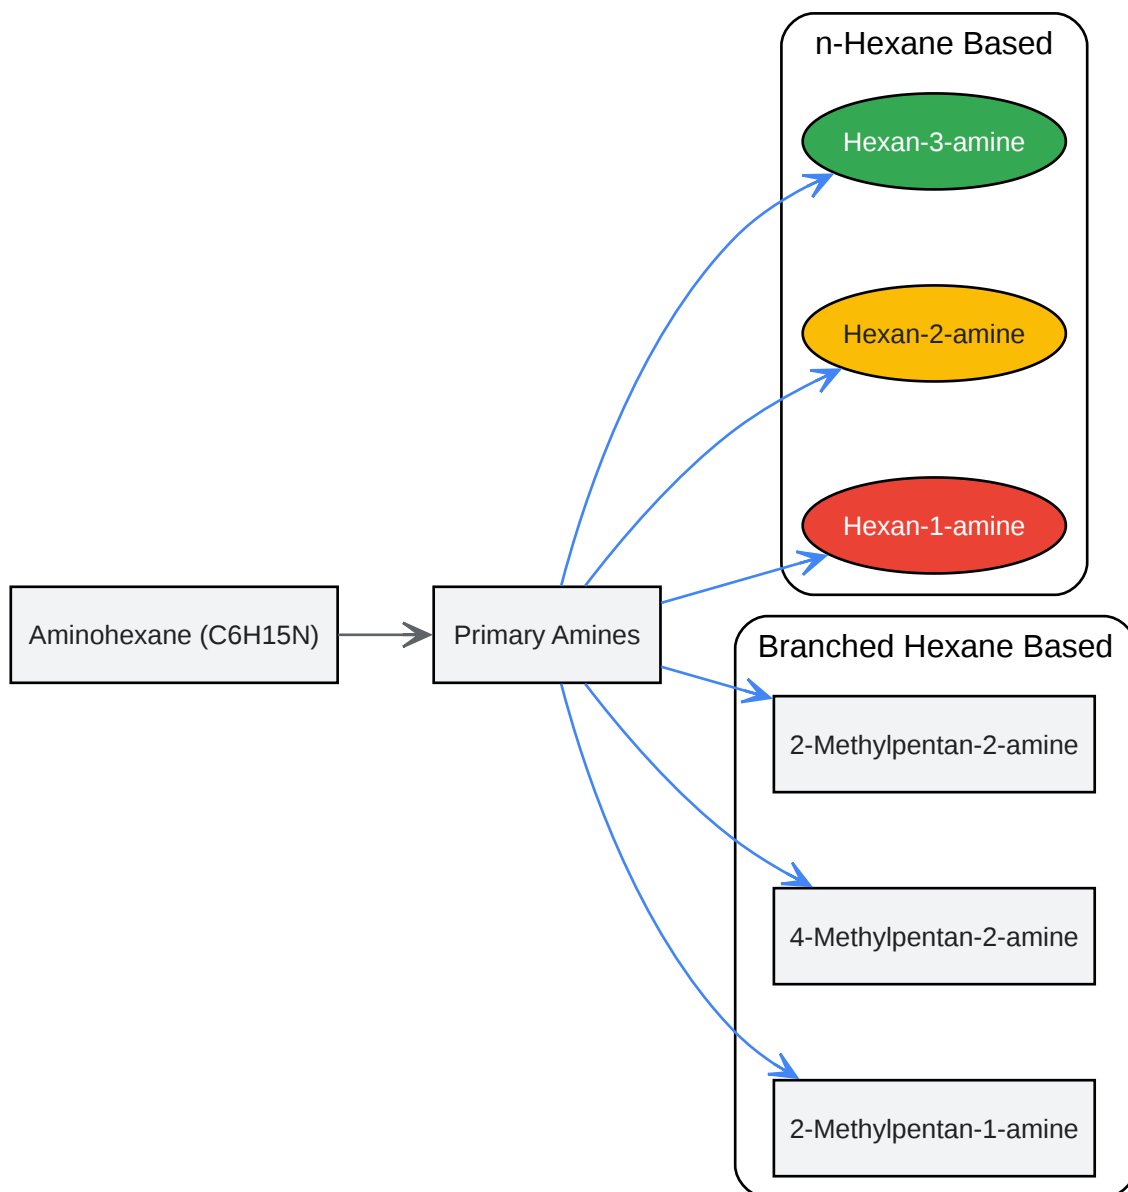 n-Hexane Based
Hexan-3-amine
Hexan-2-amine
Hexan-1-amine
Aminohexane (C6H15N)
Primary Amines
Branched Hexane Based
2-Methylpentan-2-amine
4-Methylpentan-2-amine
2-Methylpentan-1-amine